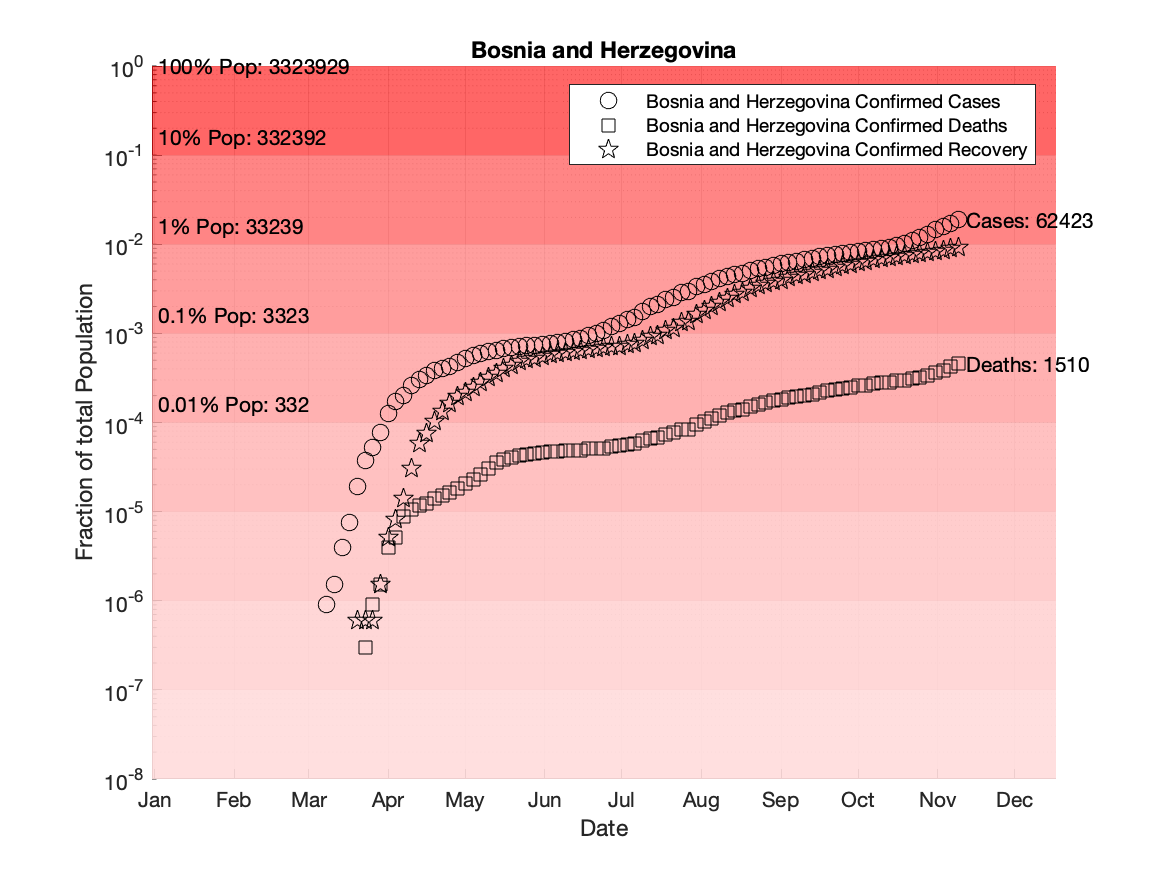 Bosnia and Herzegovina
10^0
100% Pop: 3323929
Bosnia and Herzegovina Confirmed Cases
Bosnia and Herzegovina Confirmed Deaths
Bosnia and Herzegovina Confirmed Recovery
10% Pop: 332392
10^-1
1% Pop: 33239
Cases: 62423
10^-2
0.1% Pop: 3323
10^-3
Deaths: 1510
0.01% Pop: 332
10^-4
10^-5
10^-6
10^-7
10^-8
Fraction of total Population
Jan Feb Mar Apr May Jun Jul Aug Sep Oct Nov Dec
Date